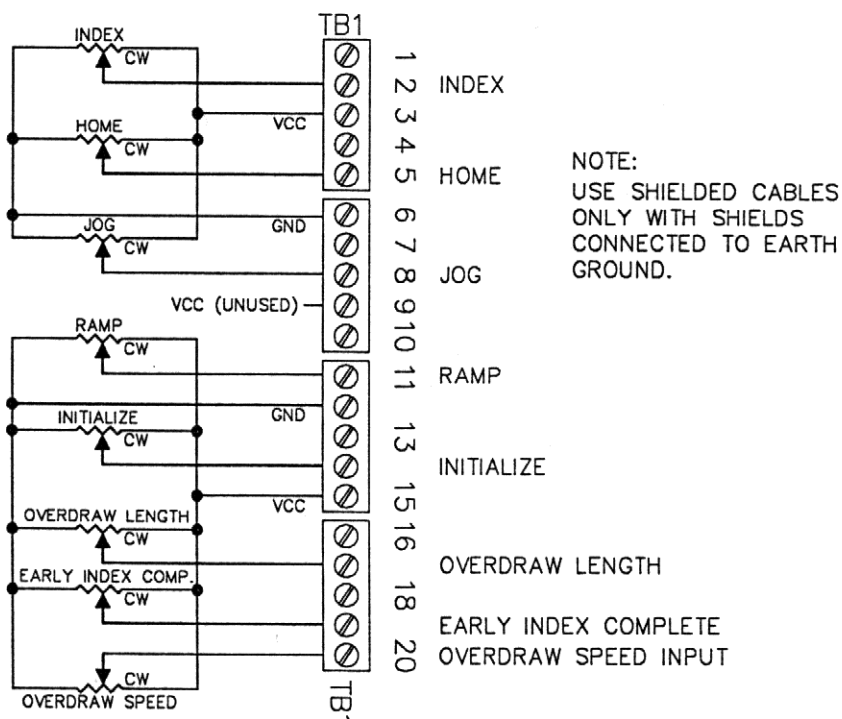 TB1
INDEX
CW
1
2 INDEX
VCC
3
HOME
CW
4
5 HOME
NOTE:
USE SHIELDED CABLES
ONLY WITH SHIELDS
CONNECTED TO EARTH
GROUND.
6
GND
JOG
CW
7
8 JOG
VCC (UNUSED)
9
10
RAMP
CW
11 RAMP
GND
INITIALIZE
CW
13
INITIALIZE
15
VCC
OVERDRAW LENGTH
CW
16
OVERDRAW LENGTH
EARLY INDEX COMP.
CW
18
EARLY INDEX COMPLETE
20 OVERDRAW SPEED INPUT
CW
OVERDRAW SPEED